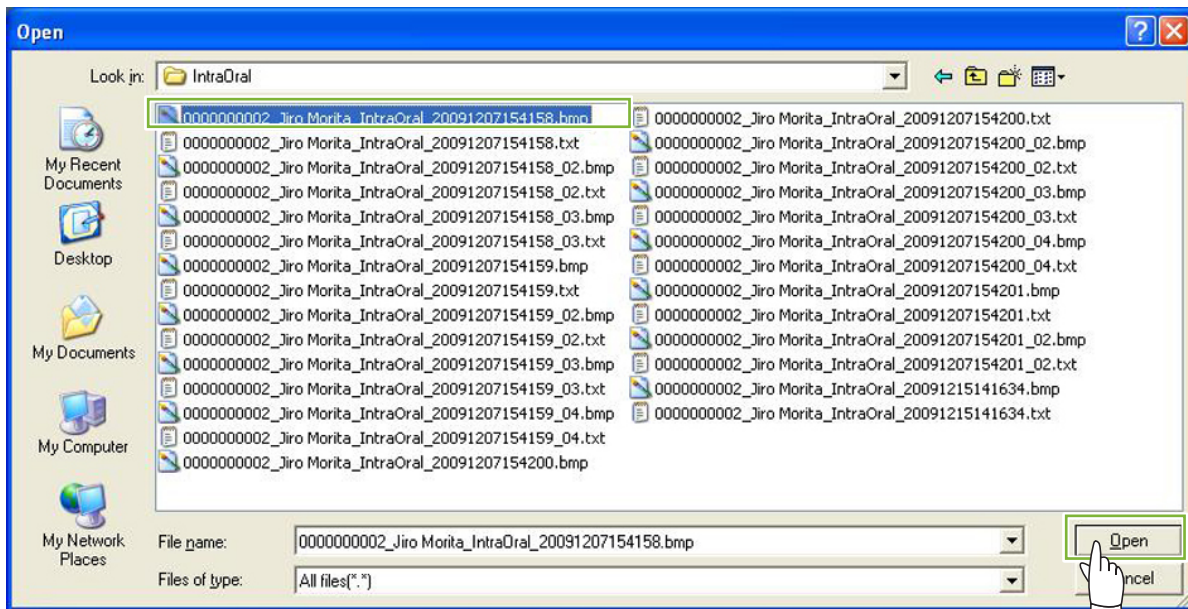 Open
Look in: IntraOral
My Recent
Documents
Desktop
My Documents
My Computer
My Network
Places
0000000002_Jiro Morita_IntraOral_20091207154158.bmp
0000000002_Jiro Morita_IntraOral_20091207154158.txt
0000000002_Jiro Morita_IntraOral_20091207154158_02.bmp
0000000002_Jiro Morita_IntraOral_20091207154158_02.txt
0000000002_Jiro Morita_IntraOral_20091207154158_03.bmp
0000000002_Jiro Morita_IntraOral_20091207154158_03.txt
0000000002_Jiro Morita_IntraOral_20091207154159.bmp
0000000002_Jiro Morita_IntraOral_20091207154159.txt
0000000002_Jiro Morita_IntraOral_20091207154159_02.bmp
0000000002_Jiro Morita_IntraOral_20091207154159_02.txt
0000000002_Jiro Morita_IntraOral_20091207154159_03.bmp
0000000002_Jiro Morita_IntraOral_20091207154159_03.txt
0000000002_Jiro Morita_IntraOral_20091207154159_04.bmp
0000000002_Jiro Morita_IntraOral_20091207154159_04.txt
0000000002_Jiro Morita_IntraOral_20091207154200.bmp
0000000002_Jiro Morita_IntraOral_20091207154200.txt
0000000002_Jiro Morita_IntraOral_20091207154200_02.bmp
0000000002_Jiro Morita_IntraOral_20091207154200_02.txt
0000000002_Jiro Morita_IntraOral_20091207154200_03.bmp
0000000002_Jiro Morita_IntraOral_20091207154200_03.txt
0000000002_Jiro Morita_IntraOral_20091207154200_04.bmp
0000000002_Jiro Morita_IntraOral_20091207154200_04.txt
0000000002_Jiro Morita_IntraOral_20091207154201.bmp
0000000002_Jiro Morita_IntraOral_20091207154201.txt
0000000002_Jiro Morita_IntraOral_20091207154201_02.bmp
0000000002_Jiro Morita_IntraOral_20091207154201_02.txt
0000000002_Jiro Morita_IntraOral_20091215141634.bmp
0000000002_Jiro Morita_IntraOral_20091215141634.txt
File name: 0000000002_Jiro Morita_IntraOral_20091207154158.bmp Open
Files of type: All files(*.*)